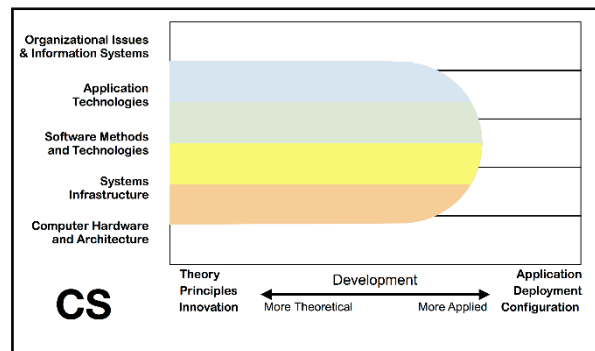 Organizational Issues
& Information Systems
Application
Technologies
Software Methods
and Technologies
Systems
Infrastructure
Computer Hardware
and Architecture
CS
Theory
Principles
Innovation
Development
More Theoretical
More Applied
Application
Deployment
Configuration